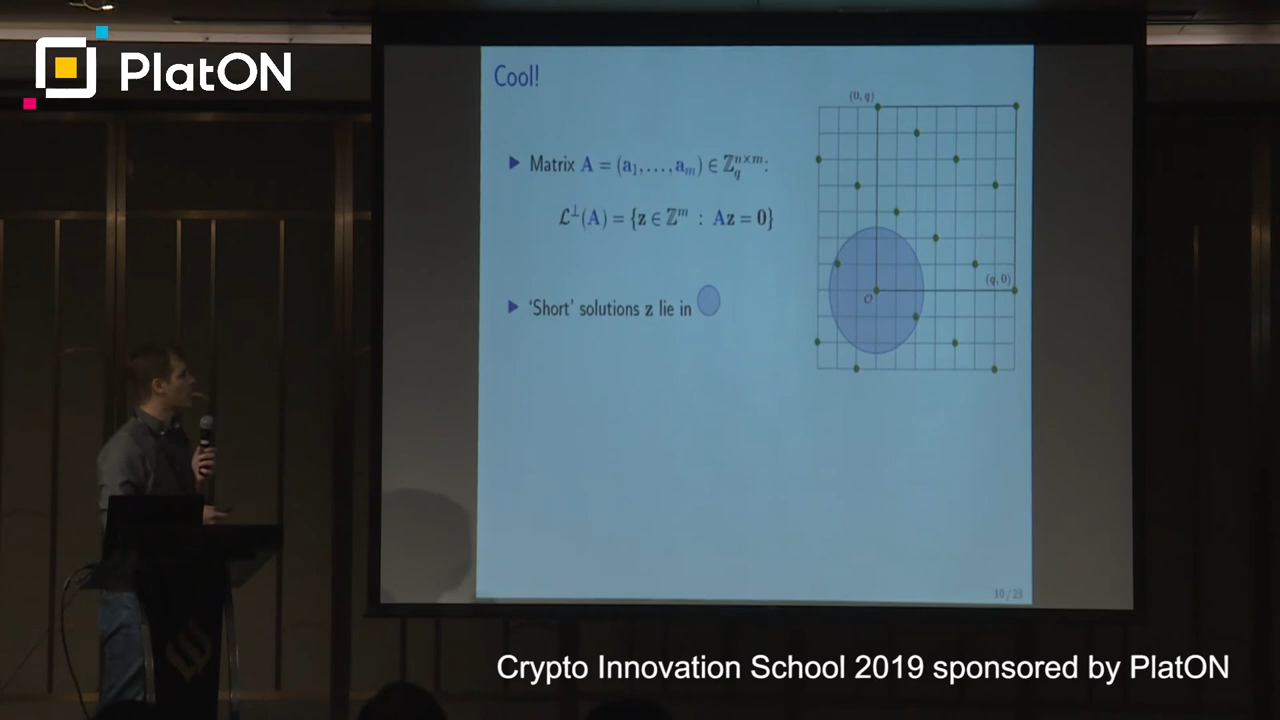 PlatON
Cool!
(0, q)
▶ Matrix A = (a₁, . . . , aₘ) ∈ ℤ_q^{n×m}:
ℒ^⊥(A) = {z ∈ ℤ^m : Az = 0}
(q, 0)
O
▶ 'Short' solutions z lie in
10 / 23
Crypto Innovation School 2019 sponsored by PlatON